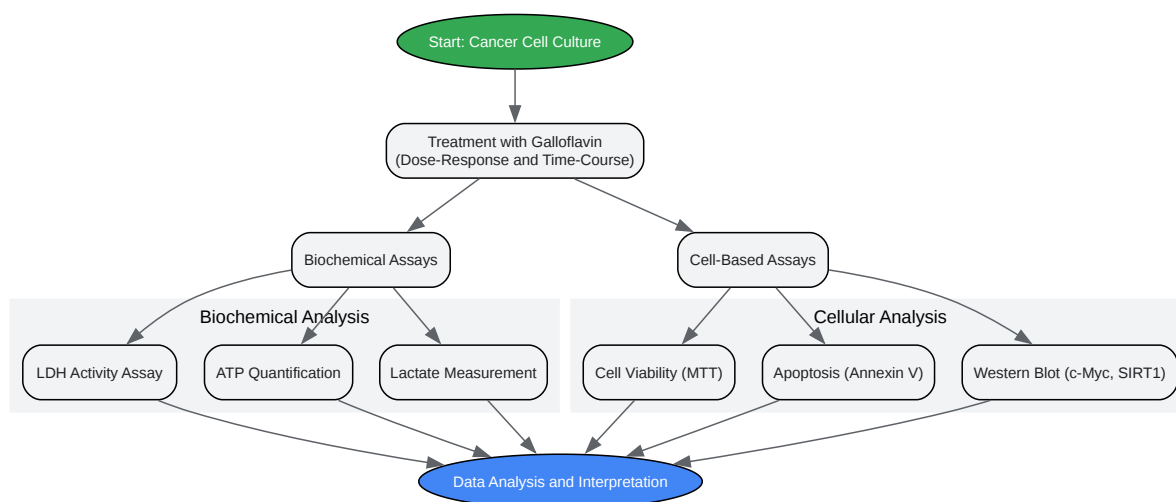 Start: Cancer Cell Culture
Treatment with Galloflavin
(Dose-Response and Time-Course)
Biochemical Assays
Cell-Based Assays
Biochemical Analysis
Cellular Analysis
LDH Activity Assay
ATP Quantification
Lactate Measurement
Cell Viability (MTT)
Apoptosis (Annexin V)
Western Blot (c-Myc, SIRT1)
Data Analysis and Interpretation